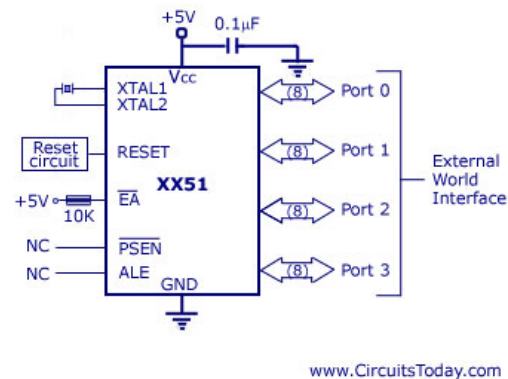 +5V
0.1µF
Vcc
XTAL1
XTAL2
(8) Port 0
Reset
circuit
RESET
(8) Port 1
XX51
External
World
Interface
+5V
10K
EA
(8) Port 2
NC
PSEN
NC
ALE
(8) Port 3
GND
www.CircuitsToday.com